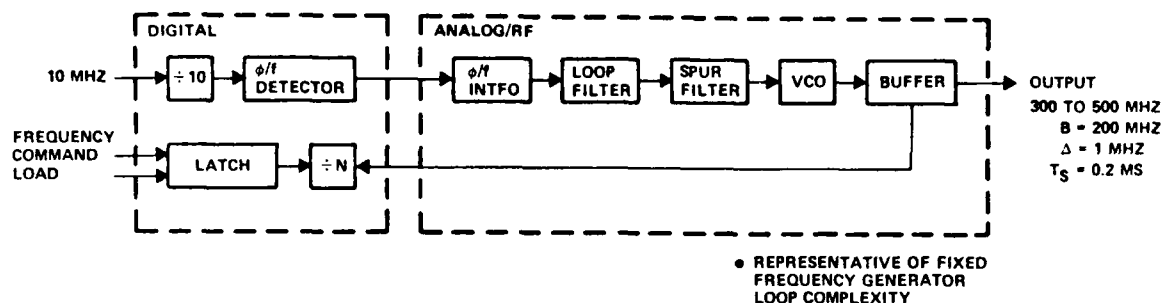 DIGITAL
10 MHZ
÷ 10
φ/f
DETECTOR
FREQUENCY
COMMAND
LOAD
LATCH
÷ N
ANALOG/RF
φ/f
INTFO
LOOP
FILTER
SPUR
FILTER
VCO
BUFFER
OUTPUT
300 TO 500 MHZ
B = 200 MHZ
Δ = 1 MHZ
TS = 0.2 MS
● REPRESENTATIVE OF FIXED
FREQUENCY GENERATOR
LOOP COMPLEXITY